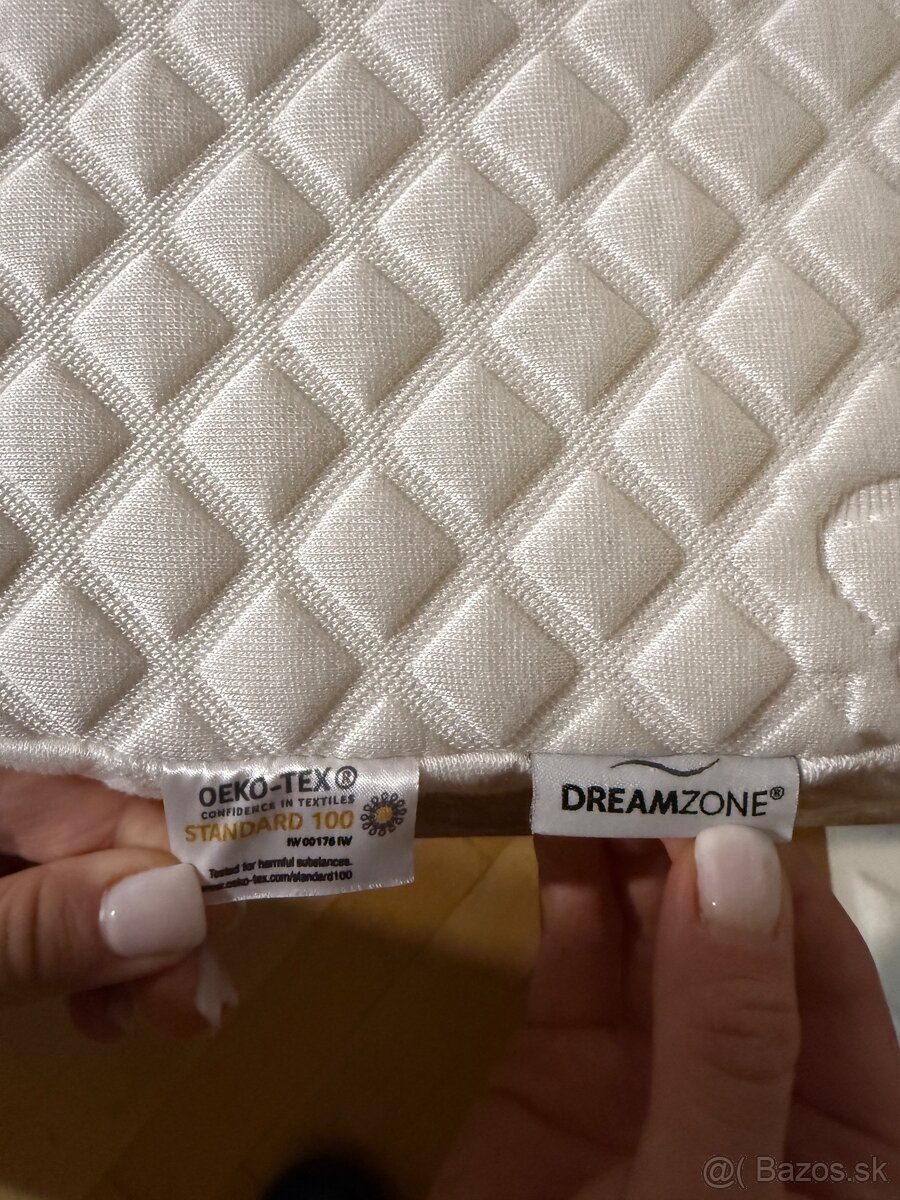 OEKO-TEX®
CONFIDENCE IN TEXTILES
STANDARD 100
IW 00176 IW
Tested for harmful substances.
www.oeko-tex.com/standard100
DREAMZONE®
@( Bazos.sk